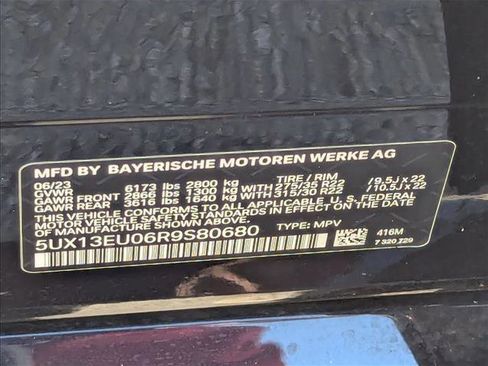 MFD BY BAYERISCHE MOTOREN WERKE AG
06/23 TIRE / RIM
GVWR 6173 lbs 2800 kg
GAWR FRONT 2866 lbs 1300 kg WITH 275/35 R22 / 9.5J x 22
GAWR REAR 3616 lbs 1640 kg WITH 315/30 R22 / 10.5J x 22
THIS VEHICLE CONFORMS TO ALL APPLICABLE U.S. FEDERAL
MOTOR VEHICLE SAFETY STANDARDS IN EFFECT ON THE
DATE OF MANUFACTURE SHOWN ABOVE.
5UX13EU06R9S80680 TYPE: MPV
416M
7 320 729